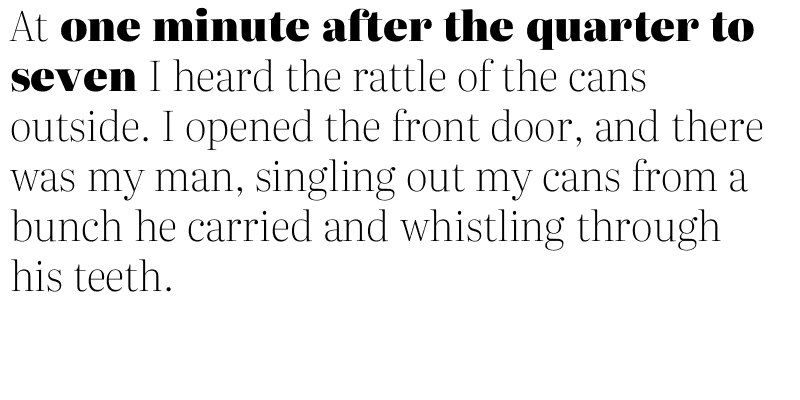 At one minute after the quarter to
seven I heard the rattle of the cans
outside. I opened the front door, and there
was my man, singling out my cans from a
bunch he carried and whistling through
his teeth.